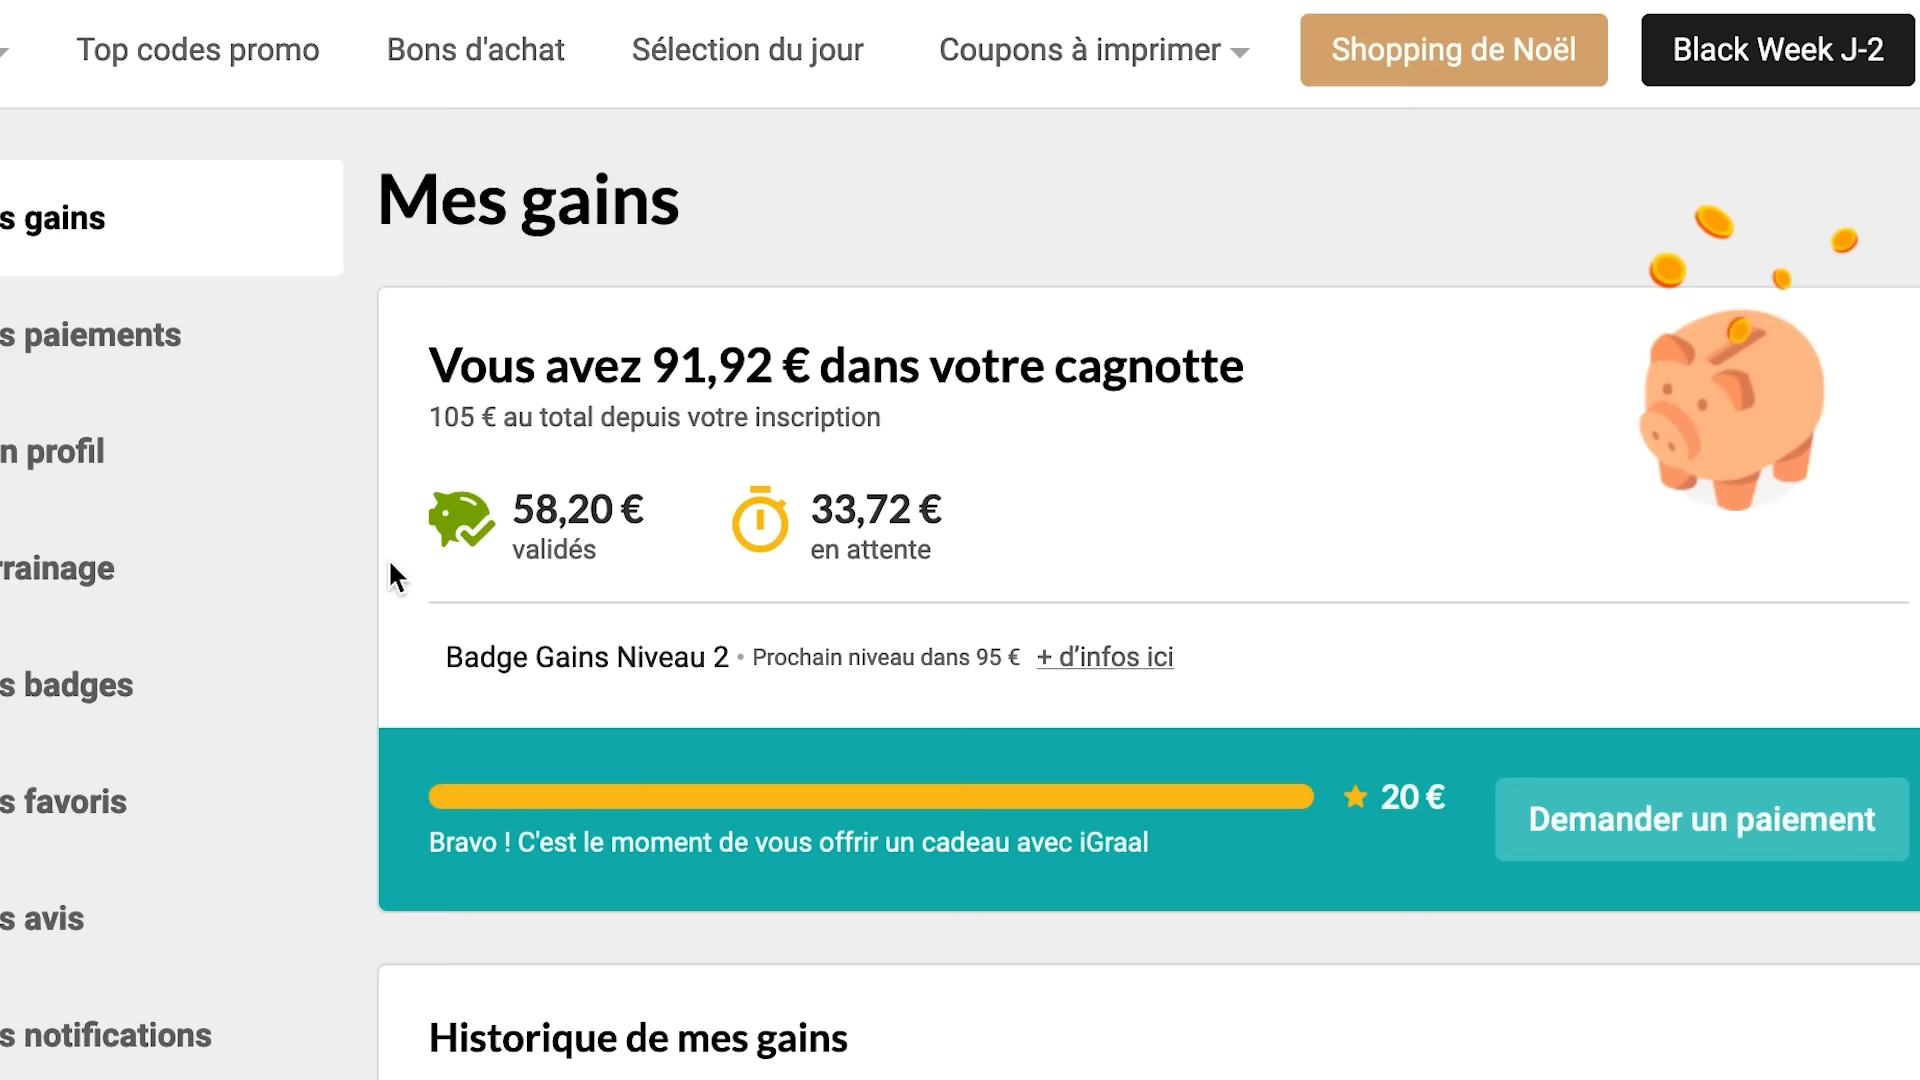 Top codes promo
Bons d'achat
Sélection du jour
Coupons à imprimer
Shopping de Noël
Black Week J-2
s gains
s paiements
n profil
rrainage
s badges
s favoris
s avis
s notifications
Mes gains
Vous avez 91,92 € dans votre cagnotte
105 € au total depuis votre inscription
58,20 €
validés
33,72 €
en attente
Badge Gains Niveau 2 • Prochain niveau dans 95 € + d’infos ici
20 €
Bravo ! C'est le moment de vous offrir un cadeau avec iGraal
Demander un paiement
Historique de mes gains